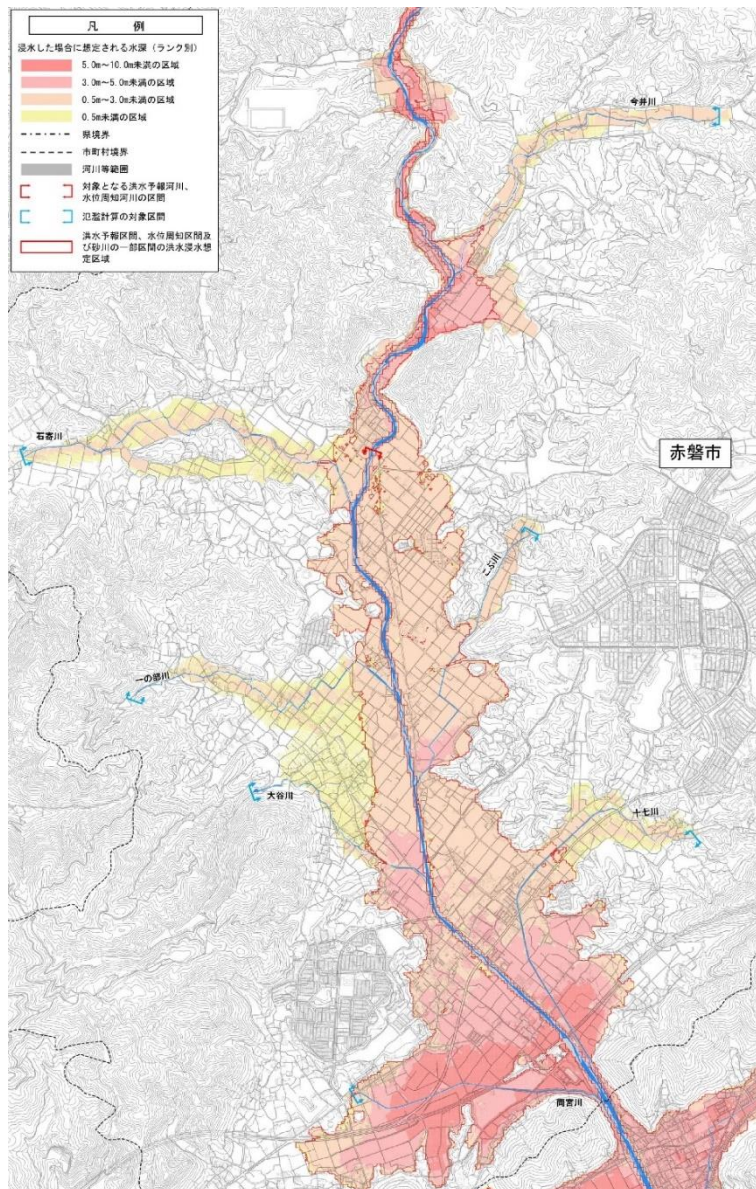 凡 例
浸水した場合に想定される水深（ランク別）
5.0m～10.0m未満の区域
3.0m～5.0m未満の区域
0.5m～3.0m未満の区域
0.5m未満の区域
県境界
市町村境界
河川等範囲
対象となる洪水予報河川、
水位周知河川の区間
氾濫計算の対象区間
洪水予報区間、水位周知区間及
び砂川の一部区間の洪水浸水想
定区域
今井川
石寄川
赤磐市
こぶ川
一の部川
大谷川
十七川
両宮川